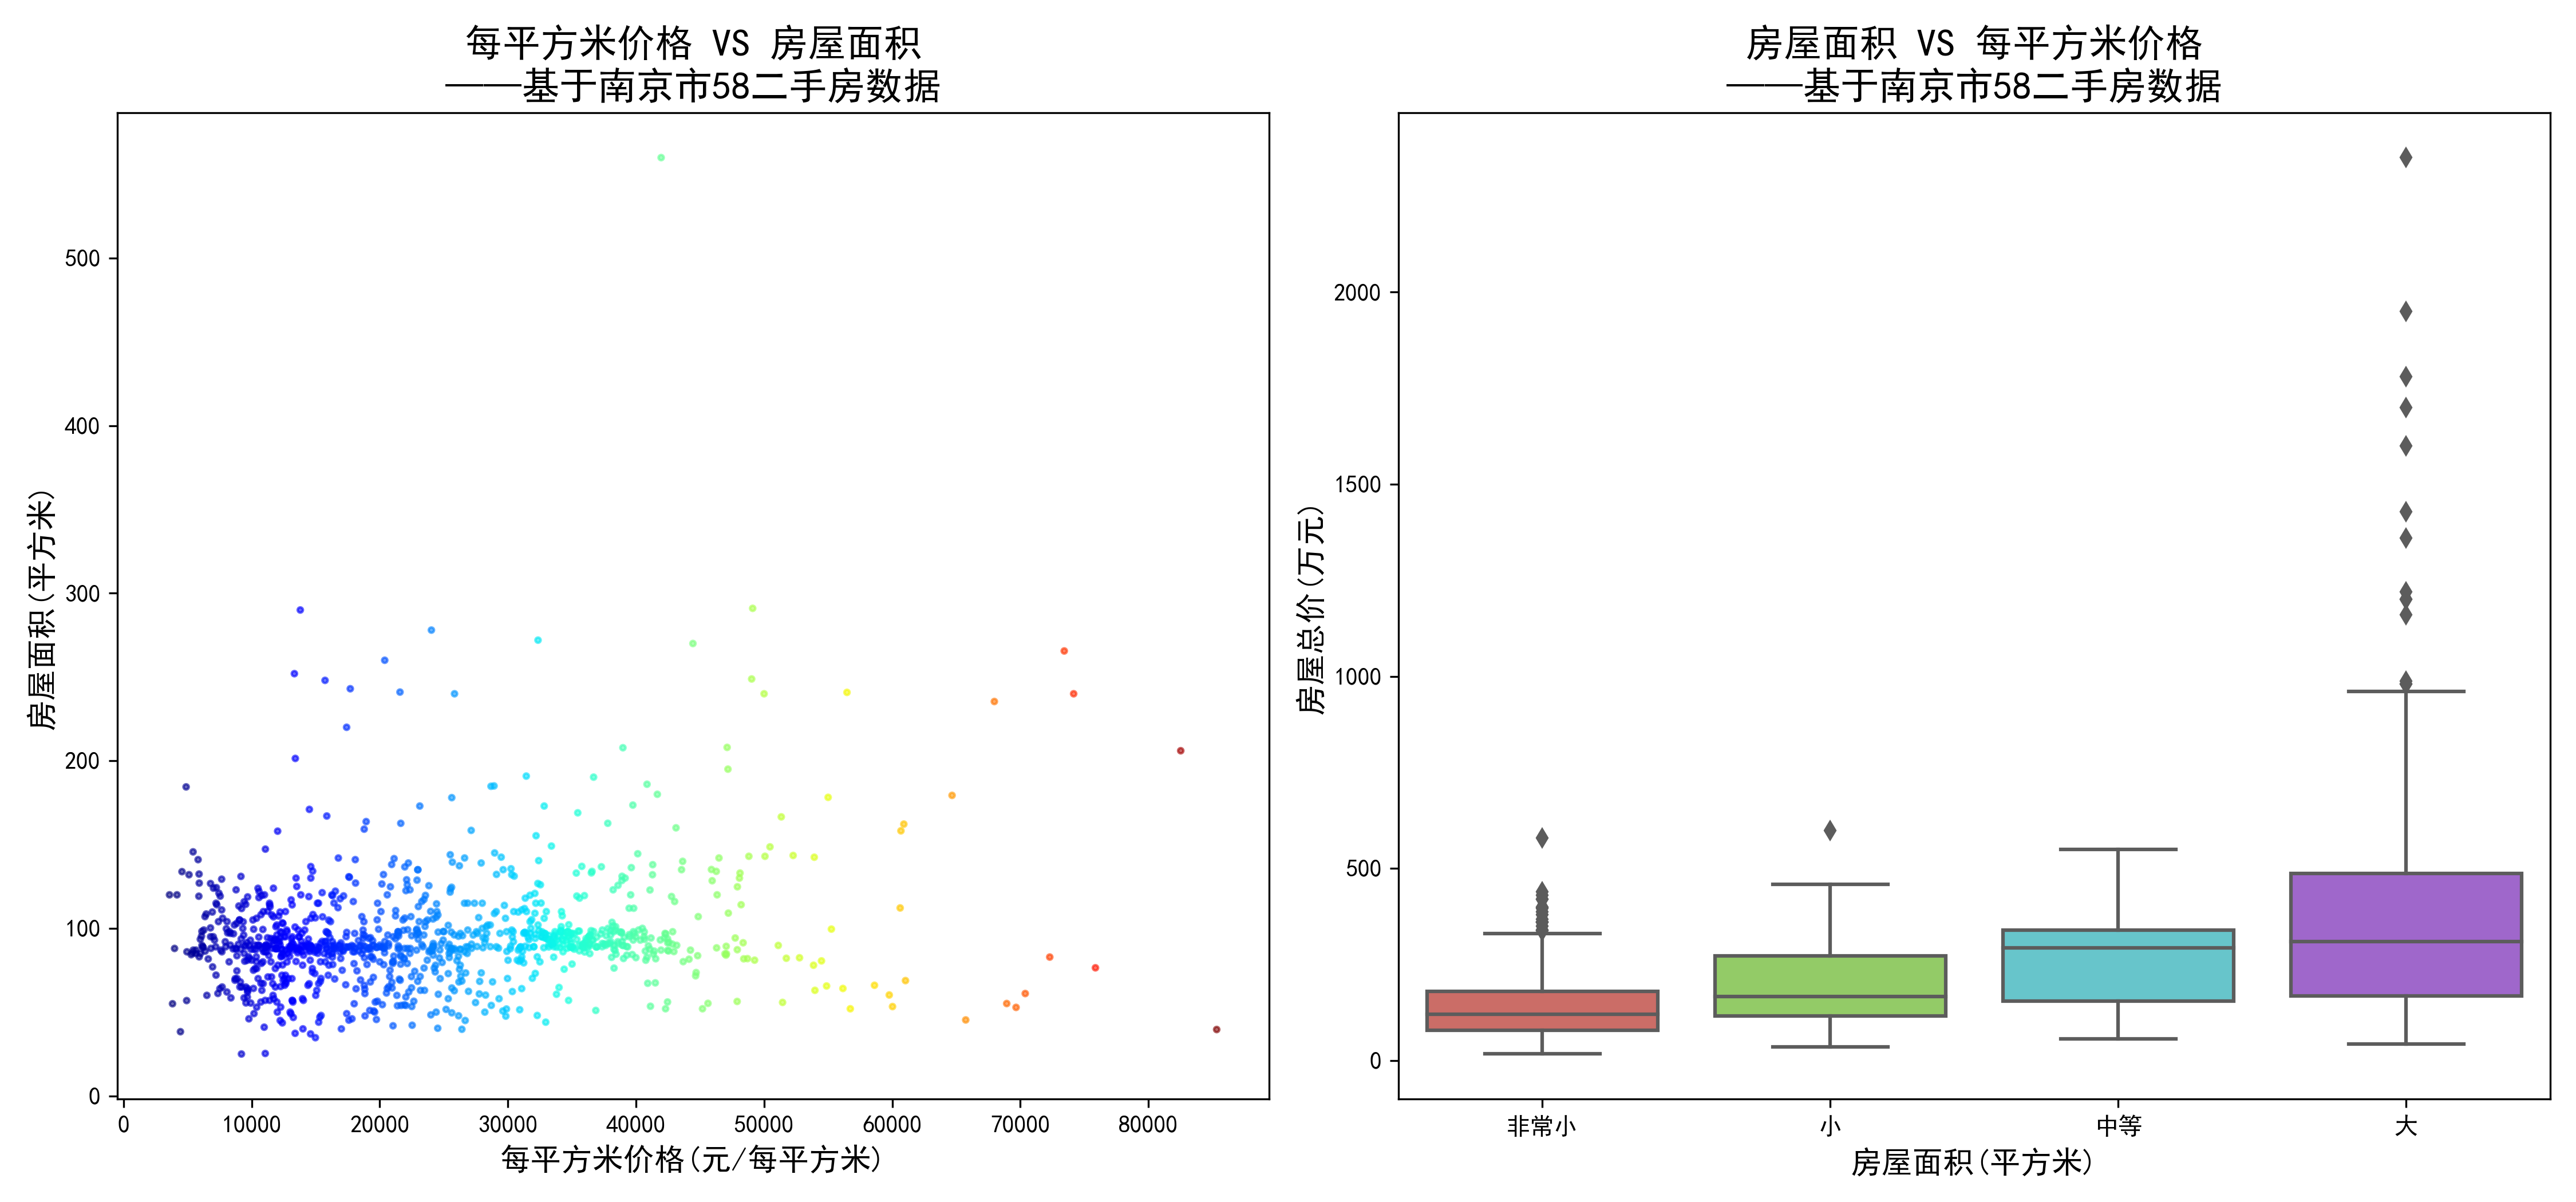 每平方米价格 VS 房屋面积
——基于南京市58二手房数据
房屋面积(平方米)
500
400
300
200
100
0
0 10000 20000 30000 40000 50000 60000 70000 80000
每平方米价格(元/每平方米)
房屋面积 VS 每平方米价格
——基于南京市58二手房数据
房屋总价(万元)
2000
1500
1000
500
0
非常小 小 中等 大
房屋面积(平方米)